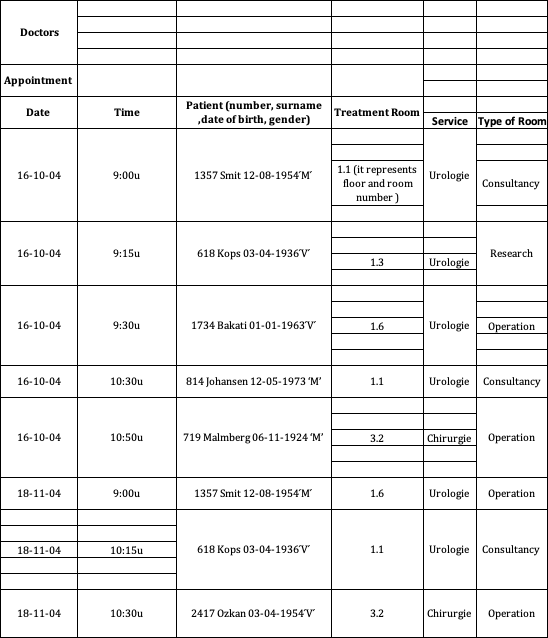 Doctors
Appointment
Date Time Patient (number, surname
,date of birth, gender) Treatment Room Service Type of Room
16-10-04 9:00u 1357 Smit 12-08-1954‘M’ 1.1 (it represents
floor and room
number ) Urologie Consultancy
16-10-04 9:15u 618 Kops 03-04-1936‘V’ 1.3 Urologie Research
16-10-04 9:30u 1734 Bakati 01-01-1963‘V’ 1.6 Urologie Operation
16-10-04 10:30u 814 Johansen 12-05-1973 ‘M’ 1.1 Urologie Consultancy
16-10-04 10:50u 719 Malmberg 06-11-1924 ‘M’ 3.2 Chirurgie Operation
18-11-04 9:00u 1357 Smit 12-08-1954‘M’ 1.6 Urologie Operation
18-11-04 10:15u 618 Kops 03-04-1936‘V’ 1.1 Urologie Consultancy
18-11-04 10:30u 2417 Ozkan 03-04-1954‘V’ 3.2 Chirurgie Operation